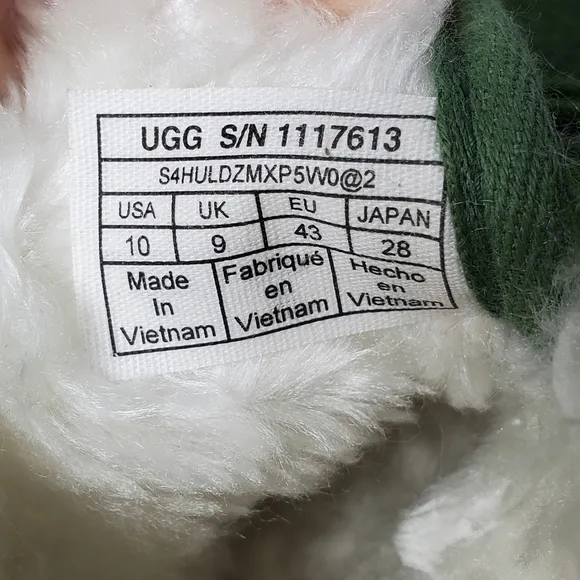 UGG S/N 1117613
S4HULDZMXP5W0@2
USA UK EU JAPAN
10 9 43 28
Made In Vietnam
Fabriqué en Vietnam
Hecho en Vietnam